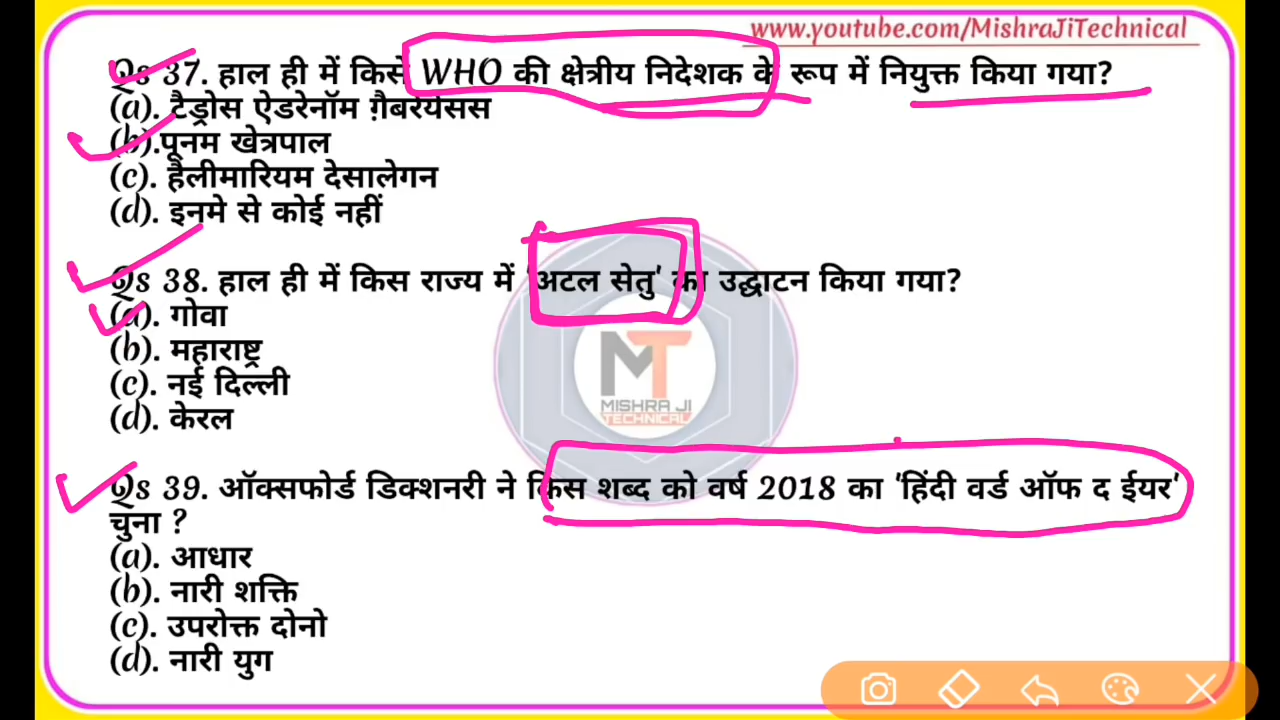 www.youtube.com/MishraJiTechnical
Qs 37. हाल ही में किसे WHO की क्षेत्रीय निदेशक के रूप में नियुक्त किया गया?
(a). टैड्रोस ऐडरेनॉम ग़ैबरेयेसस
(b).पूनम खेत्रपाल
(c). हैलीमारियम देसालेगन
(d). इनमे से कोई नहीं
Qs 38. हाल ही में किस राज्य में 'अटल सेतु' का उद्घाटन किया गया?
(a). गोवा
(b). महाराष्ट्र
(c). नई दिल्ली
(d). केरल
MT
MISHRA JI
TECHNICAL
Qs 39. ऑक्सफोर्ड डिक्शनरी ने किस शब्द को वर्ष 2018 का 'हिंदी वर्ड ऑफ द ईयर'
चुना ?
(a). आधार
(b). नारी शक्ति
(c). उपरोक्त दोनो
(d). नारी युग